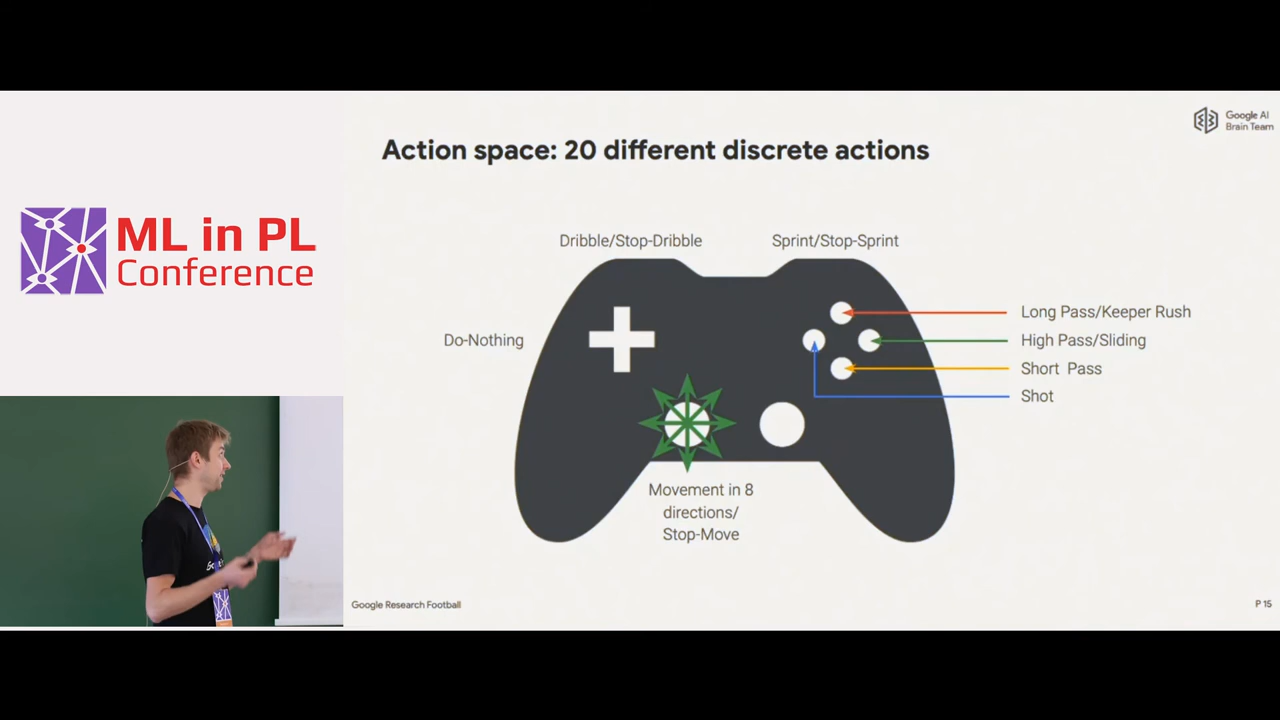 Google AI
Brain Team
Action space: 20 different discrete actions
ML in PL
Conference
Dribble/Stop-Dribble
Sprint/Stop-Sprint
Long Pass/Keeper Rush
Do-Nothing
High Pass/Sliding
Short Pass
Shot
Movement in 8
directions/
Stop-Move
Google Research Football
P 15